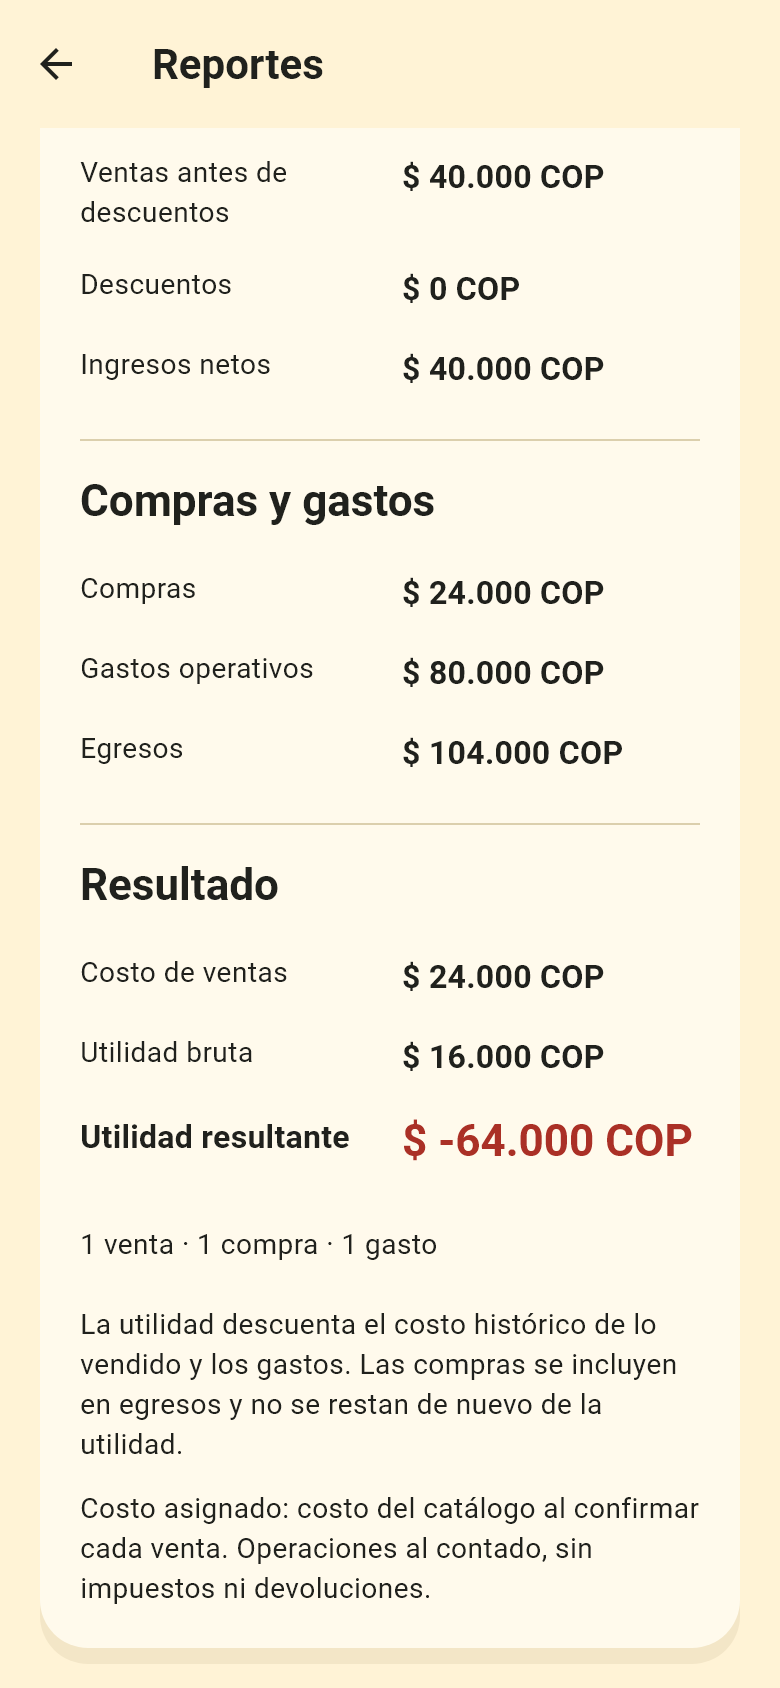 Reportes
Ventas antes de
descuentos
$ 40.000 COP
Descuentos
$ 0 COP
Ingresos netos
$ 40.000 COP
Compras y gastos
Compras
$ 24.000 COP
Gastos operativos
$ 80.000 COP
Egresos
$ 104.000 COP
Resultado
Costo de ventas
$ 24.000 COP
Utilidad bruta
$ 16.000 COP
Utilidad resultante
$ -64.000 COP
1 venta · 1 compra · 1 gasto
La utilidad descuenta el costo histórico de lo
vendido y los gastos. Las compras se incluyen
en egresos y no se restan de nuevo de la
utilidad.
Costo asignado: costo del catálogo al confirmar
cada venta. Operaciones al contado, sin
impuestos ni devoluciones.